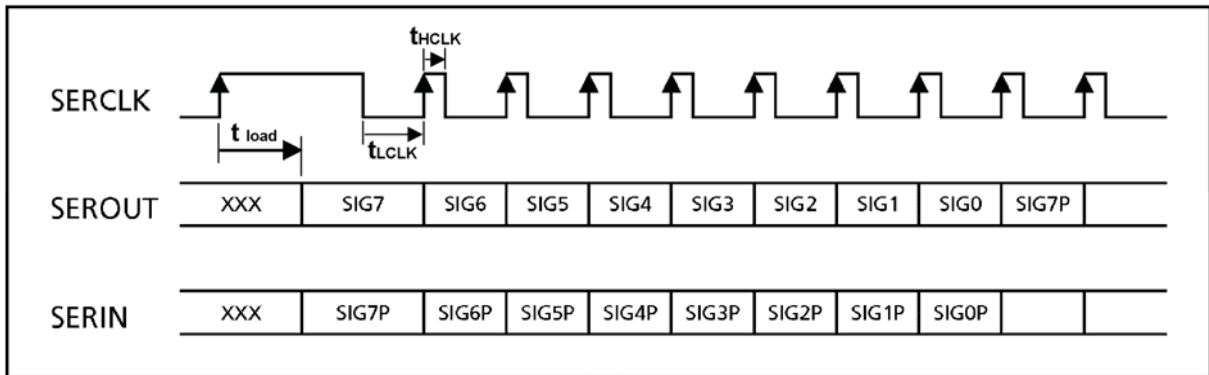 tHCLK
SERCLK
t load
tLCLK
SEROUT XXX SIG7 SIG6 SIG5 SIG4 SIG3 SIG2 SIG1 SIG0 SIG7P
SERIN XXX SIG7P SIG6P SIG5P SIG4P SIG3P SIG2P SIG1P SIG0P